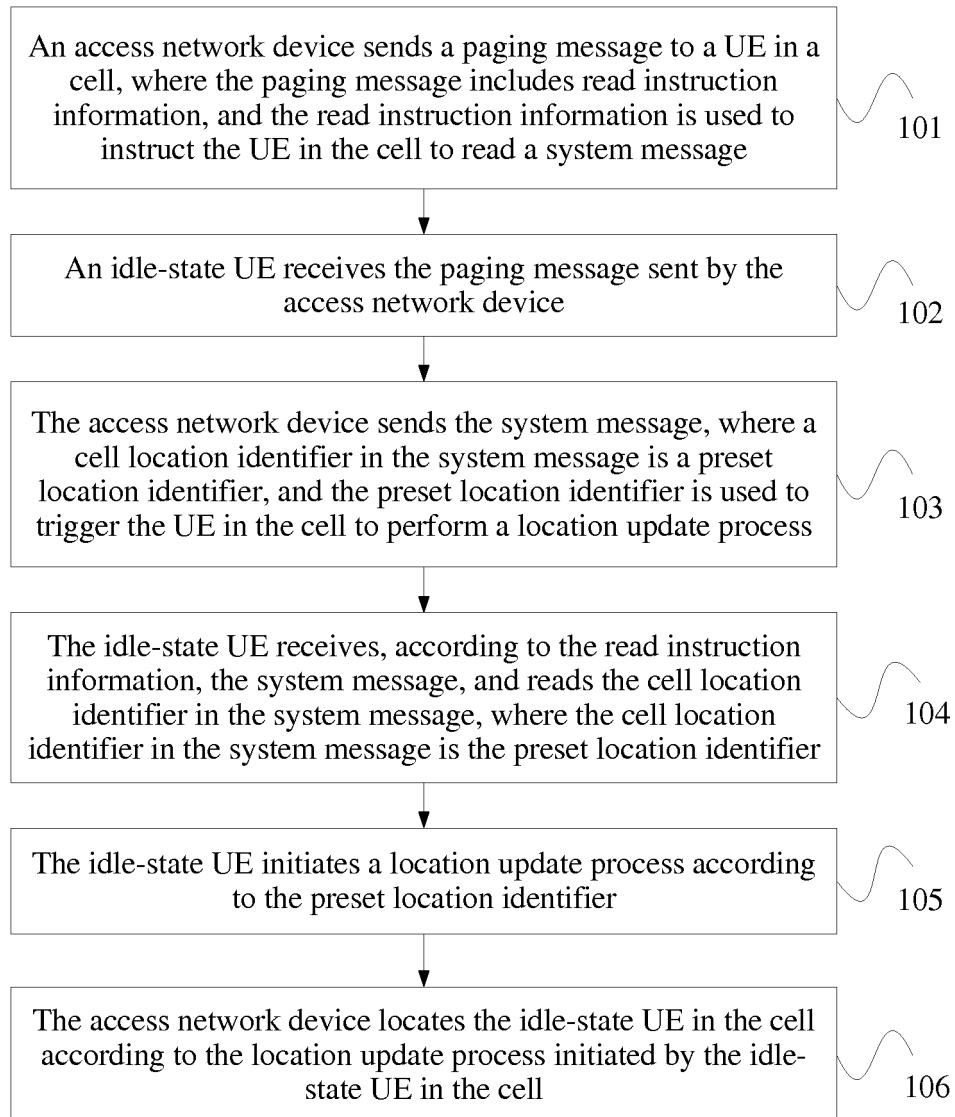 An access network device sends a paging message to a UE in a
cell, where the paging message includes read instruction
information, and the read instruction information is used to
instruct the UE in the cell to read a system message
101
An idle-state UE receives the paging message sent by the
access network device
102
The access network device sends the system message, where a
cell location identifier in the system message is a preset
location identifier, and the preset location identifier is used to
trigger the UE in the cell to perform a location update process
103
The idle-state UE receives, according to the read instruction
information, the system message, and reads the cell location
identifier in the system message, where the cell location
identifier in the system message is the preset location identifier
104
The idle-state UE initiates a location update process according
to the preset location identifier
105
The access network device locates the idle-state UE in the cell
according to the location update process initiated by the idle-
state UE in the cell
106